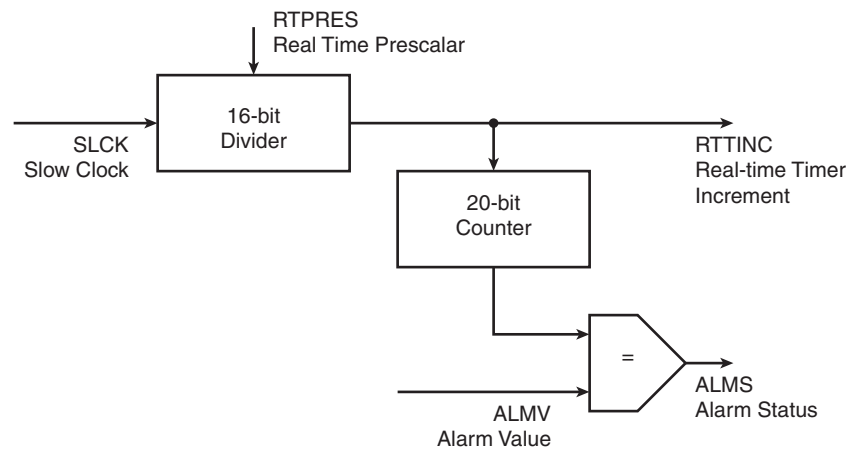 RTPRES
Real Time Prescalar
16-bit
Divider
SLCK
Slow Clock
RTTINC
Real-time Timer
Increment
20-bit
Counter
=
ALMS
Alarm Status
ALMV
Alarm Value